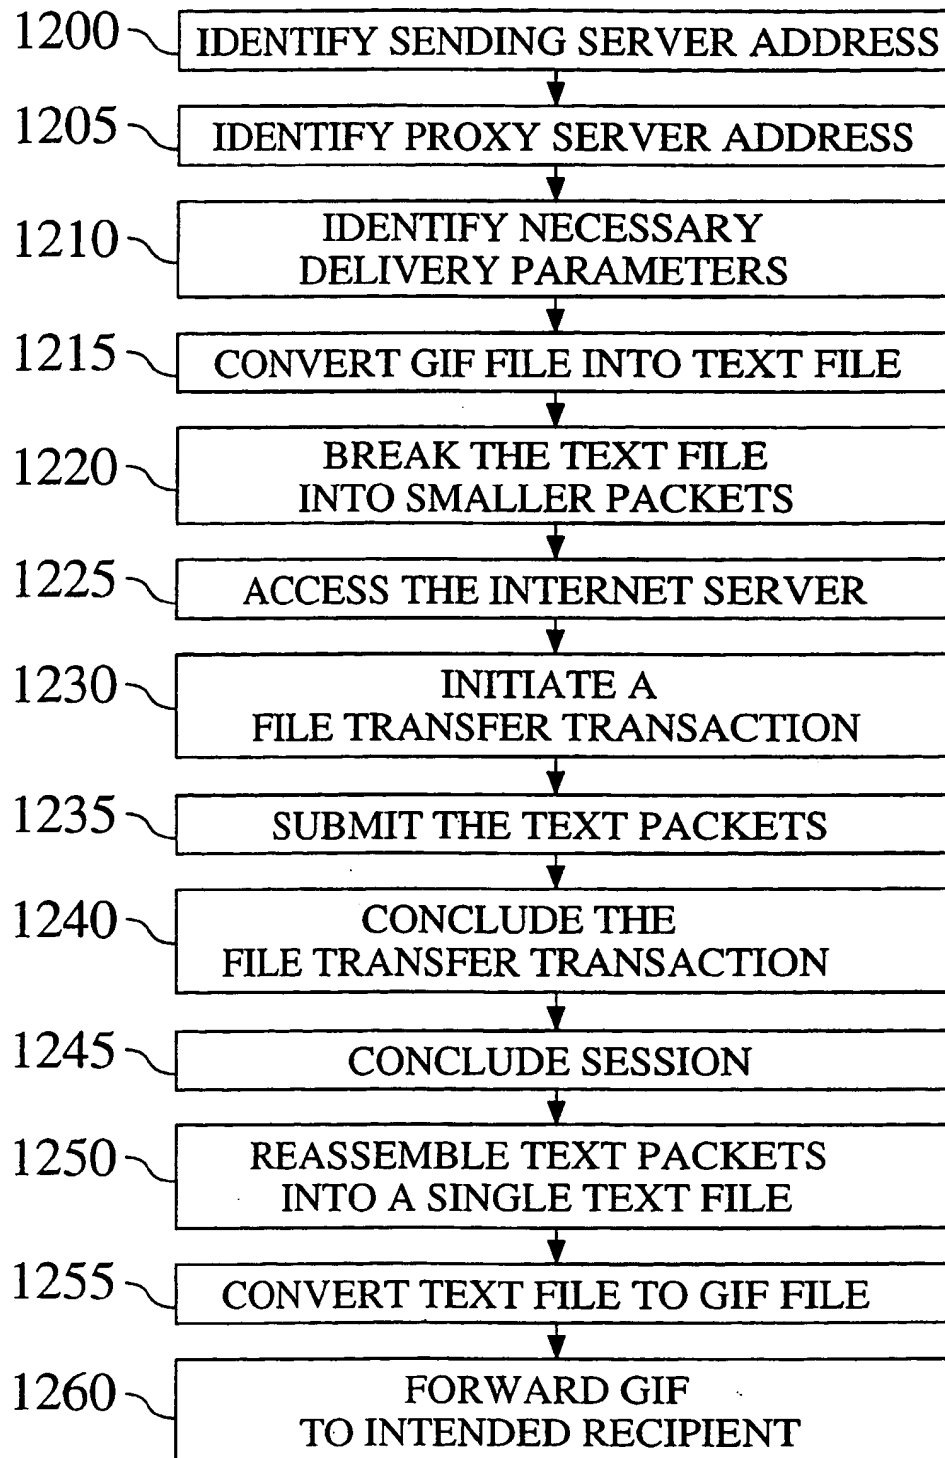 1200 IDENTIFY SENDING SERVER ADDRESS
1205 IDENTIFY PROXY SERVER ADDRESS
1210 IDENTIFY NECESSARY
DELIVERY PARAMETERS
1215 CONVERT GIF FILE INTO TEXT FILE
1220 BREAK THE TEXT FILE
INTO SMALLER PACKETS
1225 ACCESS THE INTERNET SERVER
1230 INITIATE A
FILE TRANSFER TRANSACTION
1235 SUBMIT THE TEXT PACKETS
1240 CONCLUDE THE
FILE TRANSFER TRANSACTION
1245 CONCLUDE SESSION
1250 REASSEMBLE TEXT PACKETS
INTO A SINGLE TEXT FILE
1255 CONVERT TEXT FILE TO GIF FILE
1260 FORWARD GIF
TO INTENDED RECIPIENT